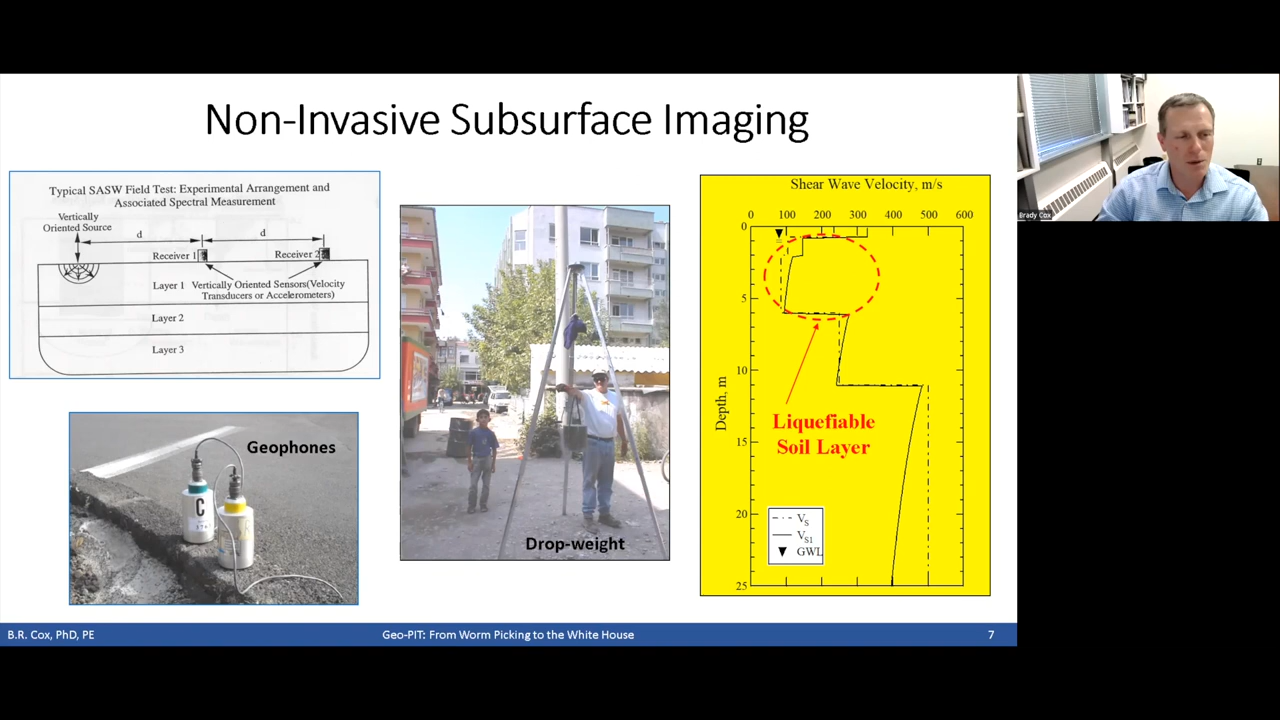 Non-Invasive Subsurface Imaging
Typical SASW Field Test: Experimental Arrangement and
Associated Spectral Measurement
Vertically
Oriented Source
d
d
Receiver 1
Receiver 2
Layer 1
Vertically Oriented Sensors(Velocity
Transducers or Accelerometers)
Layer 2
Layer 3
Geophones
C
Drop-weight
Shear Wave Velocity, m/s
0 100 200 300 400 500 600
0
5
10
15
20
25
Depth, m
Liquefiable
Soil Layer
VS
VS1
GWL
B.R. Cox, PhD, PE
Geo-PIT: From Worm Picking to the White House
7
Brady Cox